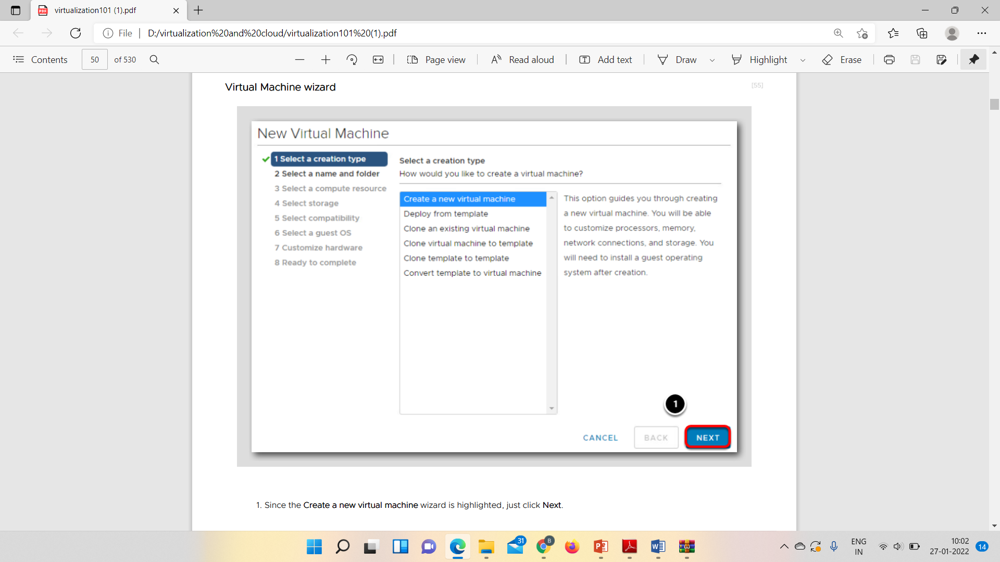 virtualization101 (1).pdf
File | D:/virtualization%20and%20cloud/virtualization101%20(1).pdf
Contents 50 of 530 Page view Read aloud Add text Draw Highlight Erase
Virtual Machine wizard
[55]
New Virtual Machine
1 Select a creation type
2 Select a name and folder
3 Select a compute resource
4 Select storage
5 Select compatibility
6 Select a guest OS
7 Customize hardware
8 Ready to complete
Select a creation type
How would you like to create a virtual machine?
Create a new virtual machine
Deploy from template
Clone an existing virtual machine
Clone virtual machine to template
Clone template to template
Convert template to virtual machine
This option guides you through creating
a new virtual machine. You will be able
to customize processors, memory,
network connections, and storage. You
will need to install a guest operating
system after creation.
1
CANCEL BACK NEXT
1. Since the Create a new virtual machine wizard is highlighted, just click Next.
31
B
ENG
IN
10:02
27-01-2022
14